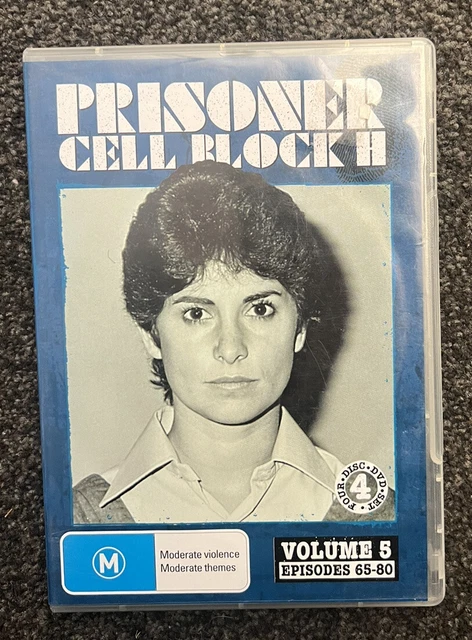 PRISONER
CELL BLOCK H
FOUR·DISC·DVD·SET·
4
M
Moderate violence
Moderate themes
VOLUME 5
EPISODES 65-80